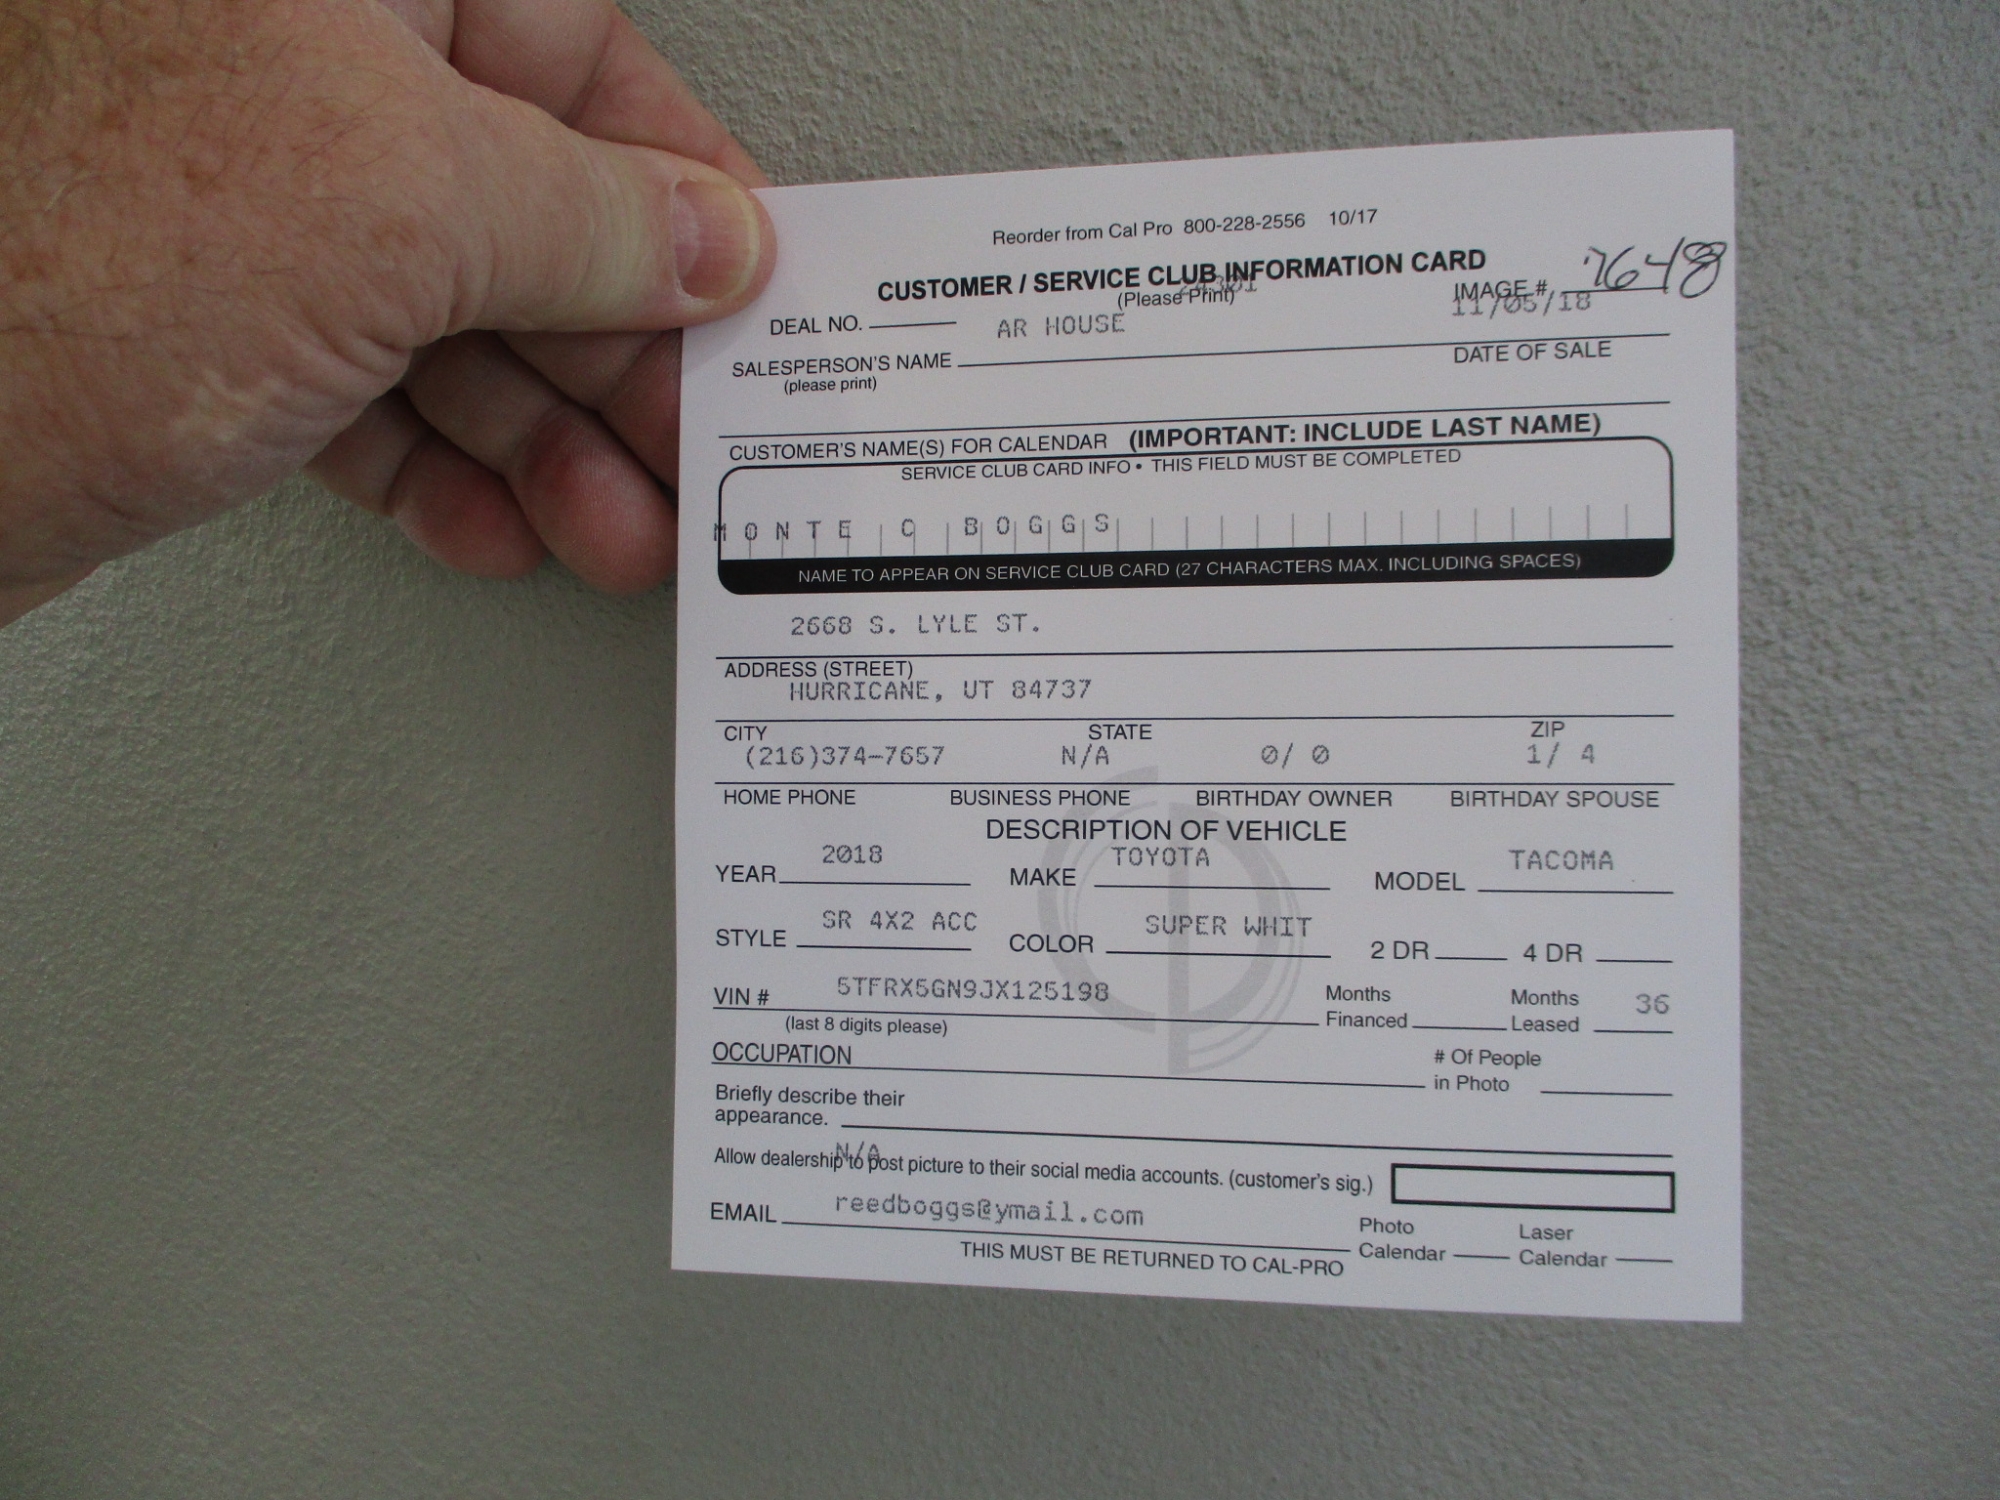 Reorder from Cal Pro 800-228-2556 10/17
CUSTOMER / SERVICE CLUB INFORMATION CARD
(Please Print) IMAGE # 7648
24301 11/05/18
DEAL NO. AR HOUSE
SALESPERSON'S NAME DATE OF SALE
(please print)
CUSTOMER'S NAME(S) FOR CALENDAR (IMPORTANT: INCLUDE LAST NAME)
SERVICE CLUB CARD INFO • THIS FIELD MUST BE COMPLETED
MONTE C BOGGS
NAME TO APPEAR ON SERVICE CLUB CARD (27 CHARACTERS MAX. INCLUDING SPACES)
2668 S. LYLE ST.
ADDRESS (STREET)
HURRICANE, UT 84737
CITY STATE ZIP
(216)374-7657 N/A 0/ 0 1/ 4
HOME PHONE BUSINESS PHONE BIRTHDAY OWNER BIRTHDAY SPOUSE
DESCRIPTION OF VEHICLE
YEAR 2018 MAKE TOYOTA MODEL TACOMA
STYLE SR 4X2 ACC COLOR SUPER WHIT 2 DR 4 DR
VIN # 5TFRX5GN9JX125198 Months Financed Months Leased 36
(last 8 digits please)
OCCUPATION # Of People in Photo
Briefly describe their
appearance.
N/A
Allow dealership to post picture to their social media accounts. (customer's sig.)
EMAIL reedboggs@ymail.com Photo Calendar Laser Calendar
THIS MUST BE RETURNED TO CAL-PRO